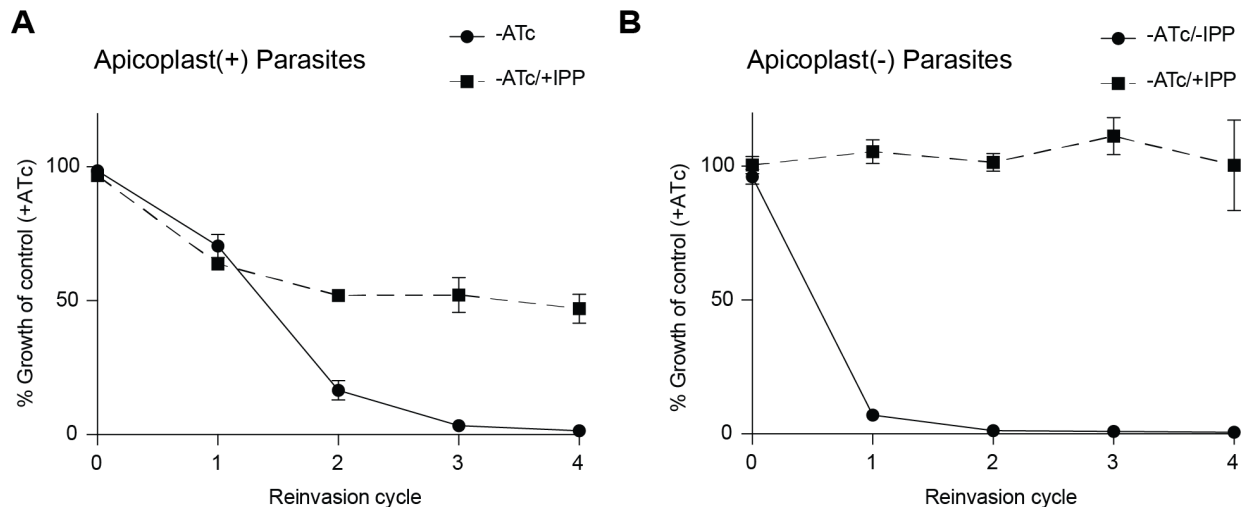 A
Apicoplast(+) Parasites
-ATc
-ATc/+IPP
% Growth of control (+ATc)
100
50
0
0 1 2 3 4
Reinvasion cycle
B
Apicoplast(-) Parasites
-ATc/-IPP
-ATc/+IPP
% Growth of control (+ATc)
100
50
0
0 1 2 3 4
Reinvasion cycle